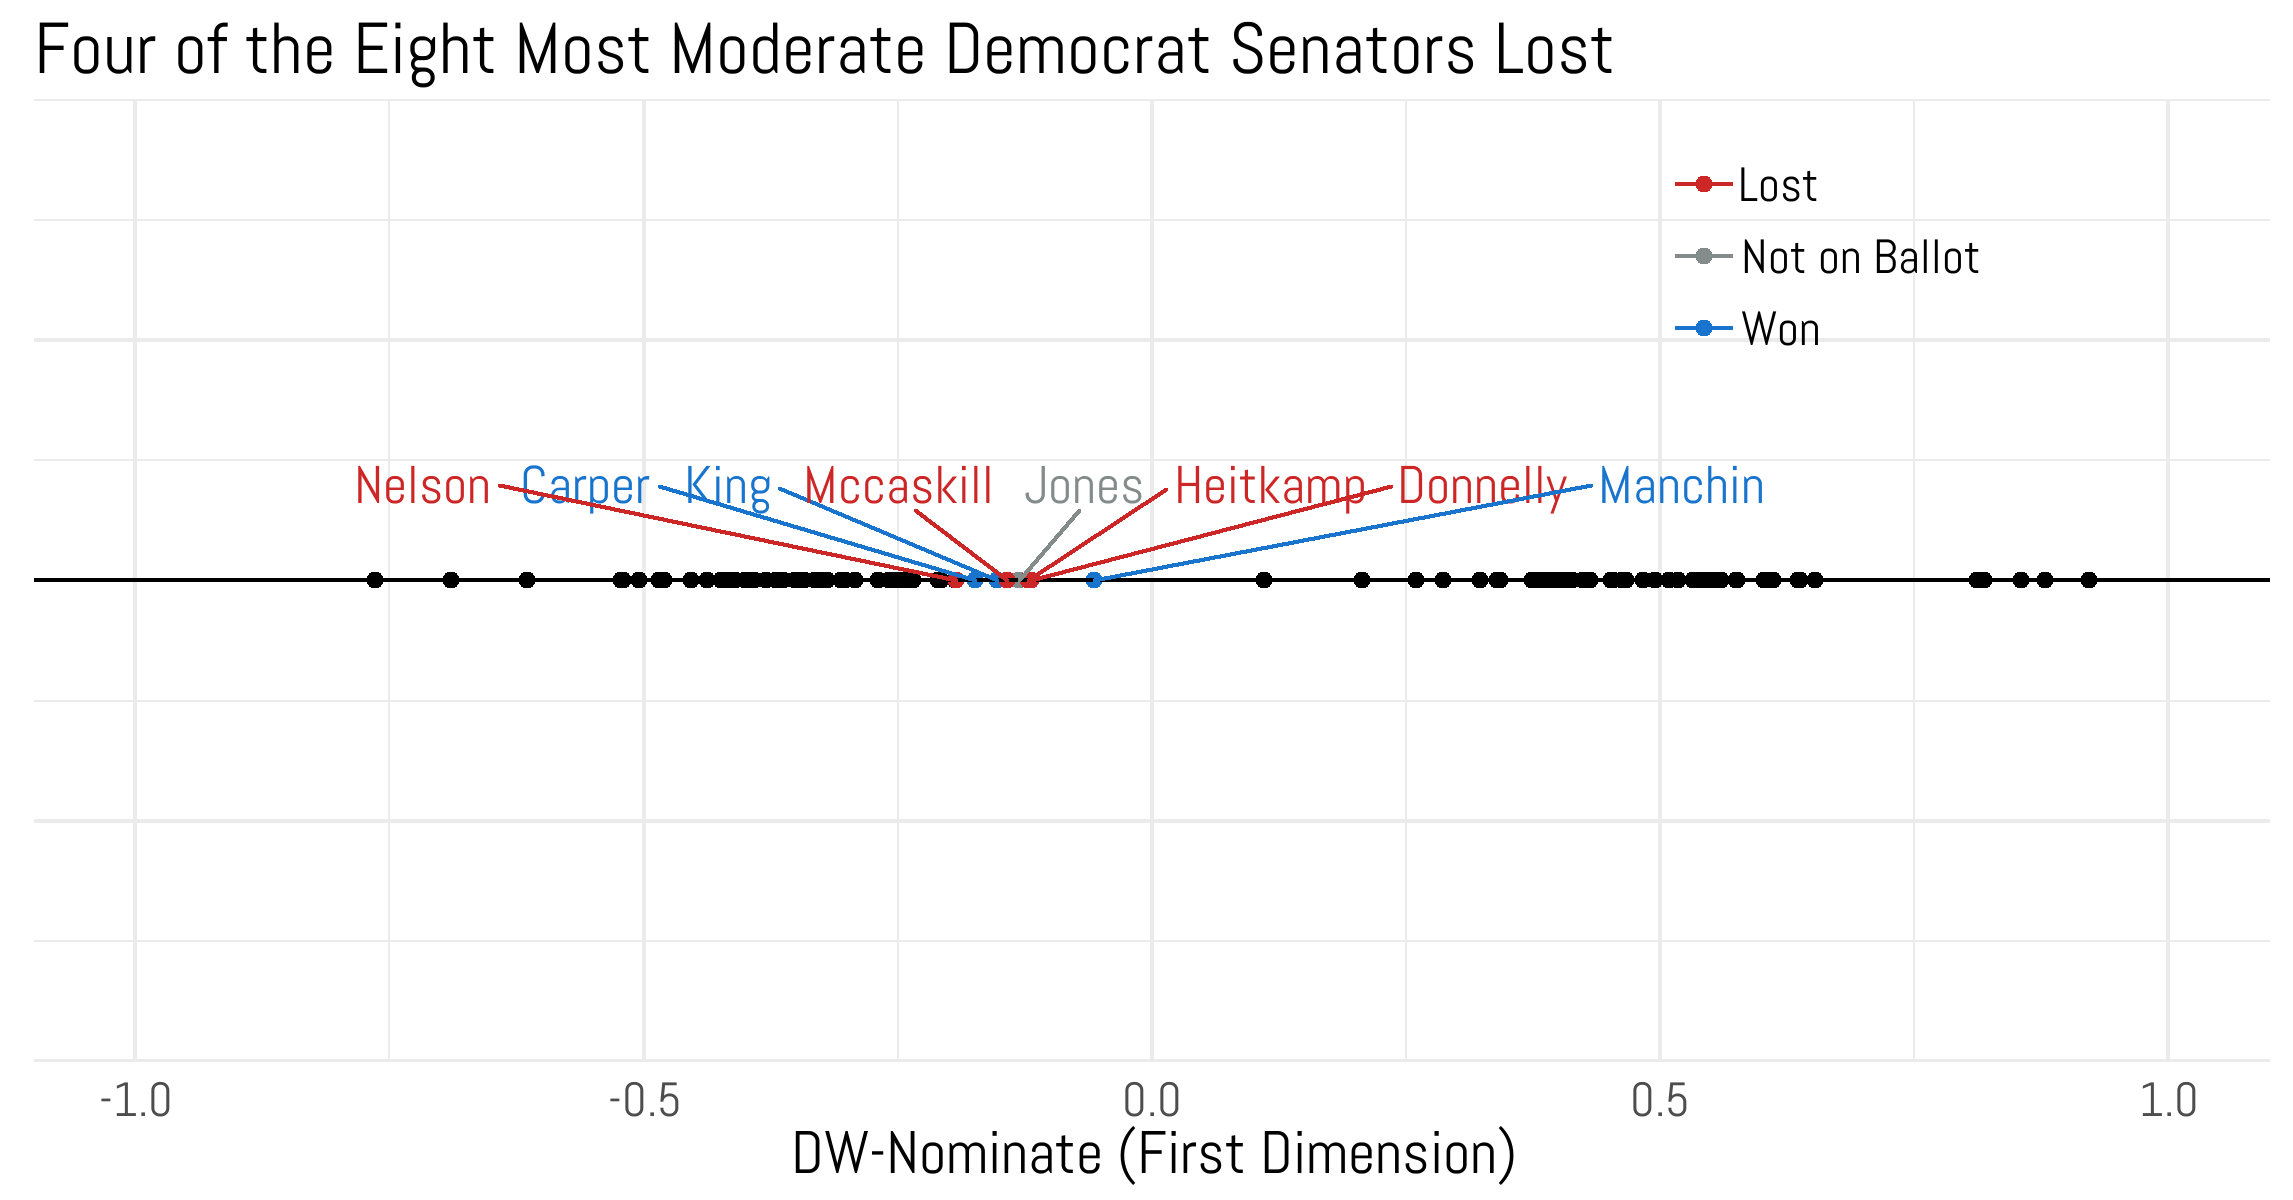 Four of the Eight Most Moderate Democrat Senators Lost
Lost
Not on Ballot
Won
Nelson Carper King Mccaskill Jones Heitkamp Donnelly Manchin
-1.0 -0.5 0.0 0.5 1.0
DW-Nominate (First Dimension)